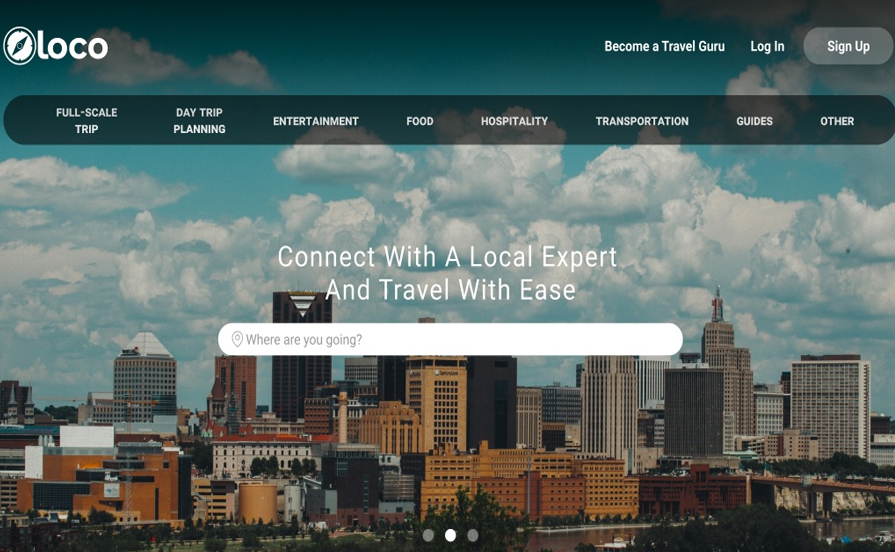 loco
Become a Travel Guru
Log In
Sign Up
FULL-SCALE
TRIP
DAY TRIP
PLANNING
ENTERTAINMENT
FOOD
HOSPITALITY
TRANSPORTATION
GUIDES
OTHER
Connect With A Local Expert
And Travel With Ease
Where are you going?